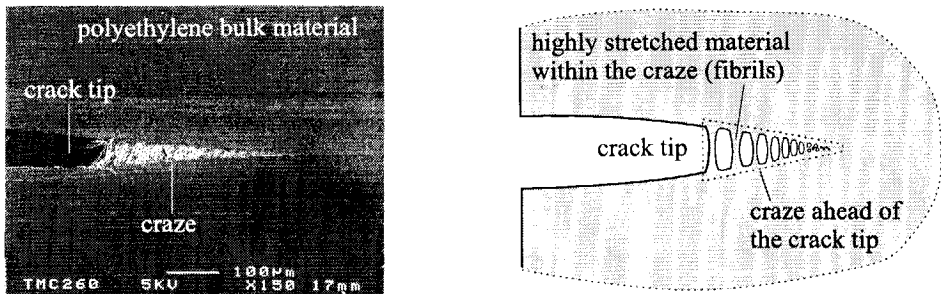 polyethylene bulk material
crack tip
craze
100μm
TMC260 5KV X150 17mm
highly stretched material
within the craze (fibrils)
crack tip
craze ahead of
the crack tip